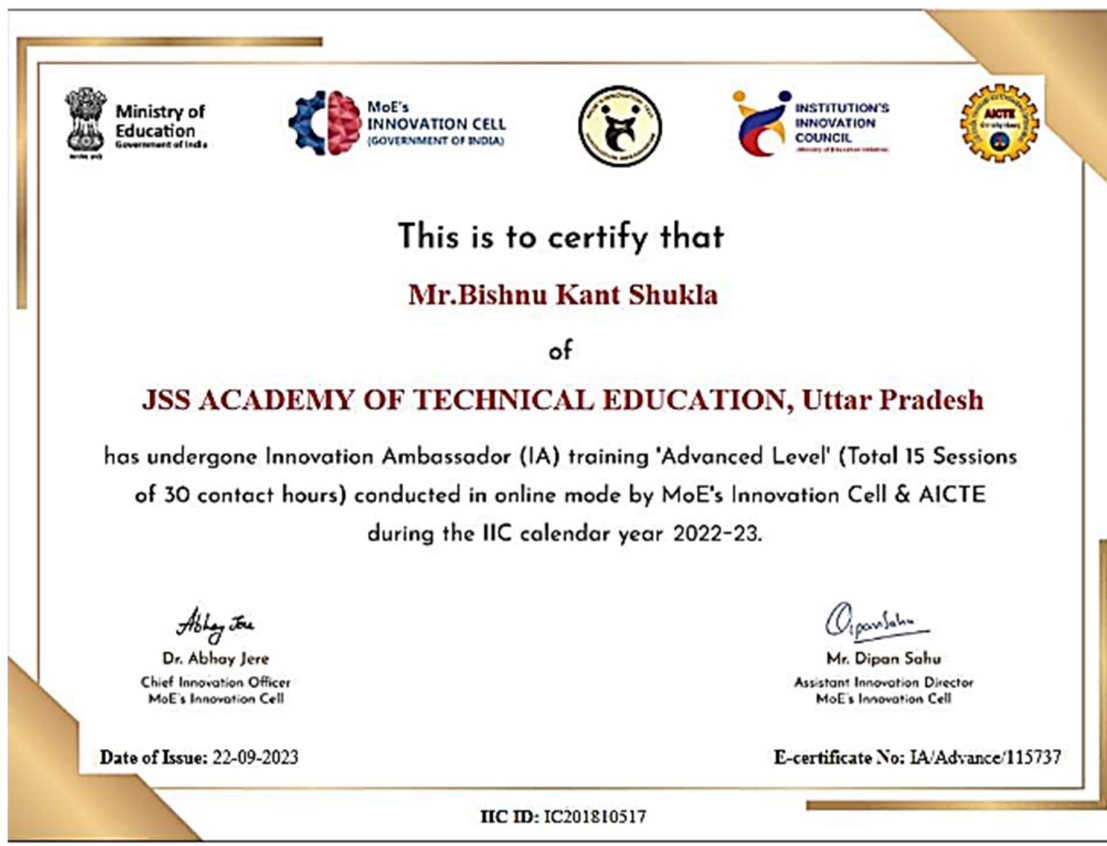 Ministry of
Education
Government of India
MoE's
INNOVATION CELL
(GOVERNMENT OF INDIA)
INSTITUTION'S
INNOVATION
COUNCIL
AICTE
This is to certify that
Mr.Bishnu Kant Shukla
of
JSS ACADEMY OF TECHNICAL EDUCATION, Uttar Pradesh
has undergone Innovation Ambassador (IA) training 'Advanced Level' (Total 15 Sessions
of 30 contact hours) conducted in online mode by MoE's Innovation Cell & AICTE
during the IIC calendar year 2022-23.
Abhay Jere
Dr. Abhay Jere
Chief Innovation Officer
MoE's Innovation Cell
DipanSahu
Mr. Dipan Sahu
Assistant Innovation Director
MoE's Innovation Cell
Date of Issue: 22-09-2023
E-certificate No: IA/Advance/115737
IIC ID: IC201810517